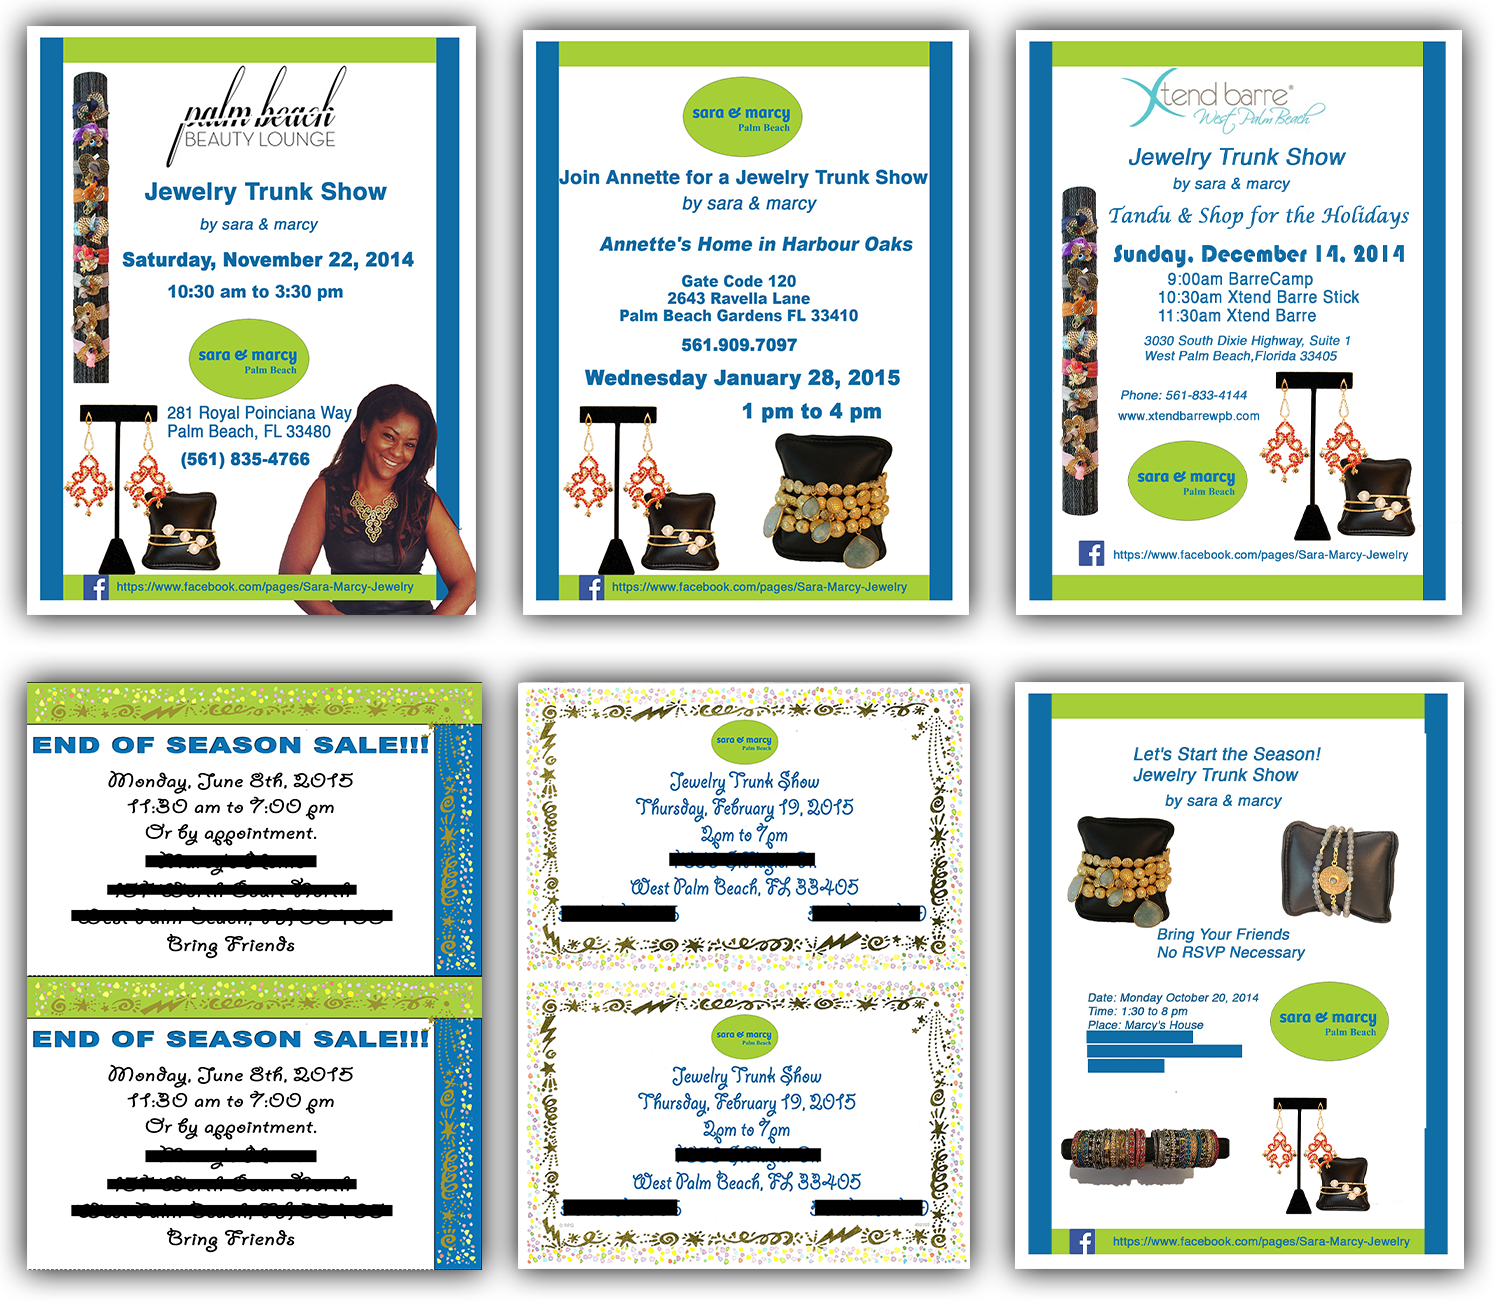 palm beach
BEAUTY LOUNGE
Jewelry Trunk Show
by sara & marcy
Saturday, November 22, 2014
10:30 am to 3:30 pm
sara & marcy
Palm Beach
281 Royal Poinciana Way
Palm Beach, FL 33480
(561) 835-4766
https://www.facebook.com/pages/Sara-Marcy-Jewelry
sara & marcy
Palm Beach
Join Annette for a Jewelry Trunk Show
by sara & marcy
Annette's Home in Harbour Oaks
Gate Code 120
2643 Ravella Lane
Palm Beach Gardens FL 33410
561.909.7097
Wednesday January 28, 2015
1 pm to 4 pm
https://www.facebook.com/pages/Sara-Marcy-Jewelry
Xtend barre®
West Palm Beach
Jewelry Trunk Show
by sara & marcy
Tandu & Shop for the Holidays
Sunday, December 14, 2014
9:00am BarreCamp
10:30am Xtend Barre Stick
11:30am Xtend Barre
3030 South Dixie Highway, Suite 1
West Palm Beach,Florida 33405
Phone: 561-833-4144
www.xtendbarrewpb.com
sara & marcy
Palm Beach
https://www.facebook.com/pages/Sara-Marcy-Jewelry
END OF SEASON SALE!!!
Monday, June 8th, 2015
11:30 am to 7:00 pm
Or by appointment.
Bring Friends
END OF SEASON SALE!!!
Monday, June 8th, 2015
11:30 am to 7:00 pm
Or by appointment.
Bring Friends
sara & marcy
Palm Beach
Jewelry Trunk Show
Thursday, February 19, 2015
2pm to 7pm
West Palm Beach, FL 33405
sara & marcy
Palm Beach
Jewelry Trunk Show
Thursday, February 19, 2015
2pm to 7pm
West Palm Beach, FL 33405
Let's Start the Season!
Jewelry Trunk Show
by sara & marcy
Bring Your Friends
No RSVP Necessary
Date: Monday October 20, 2014
Time: 1:30 to 8 pm
Place: Marcy's House
sara & marcy
Palm Beach
https://www.facebook.com/pages/Sara-Marcy-Jewelry